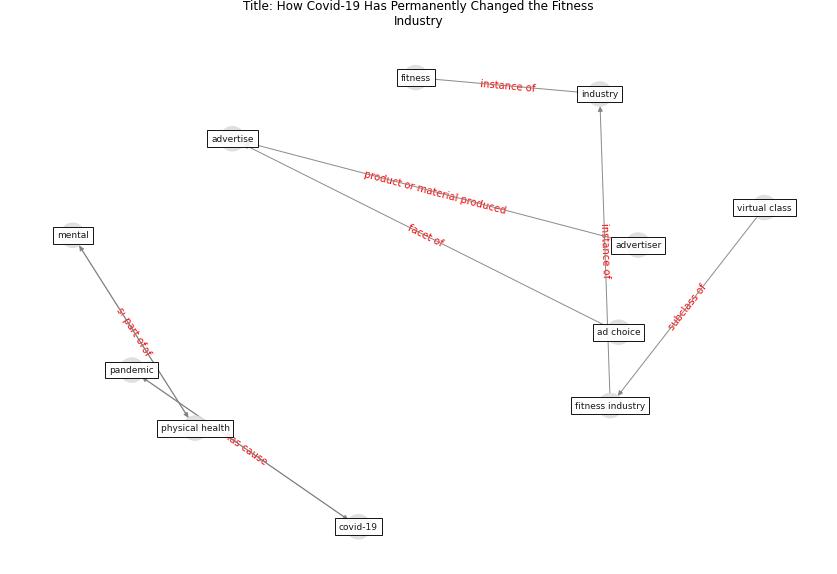 Title: How Covid-19 Has Permanently Changed the Fitness
Industry
fitness
instance of
industry
advertise
product or material produced
virtual class
facet of
mental
instance of
advertiser
subclass of
part of
ad choice
pandemic
fitness industry
physical health
has cause
covid-19